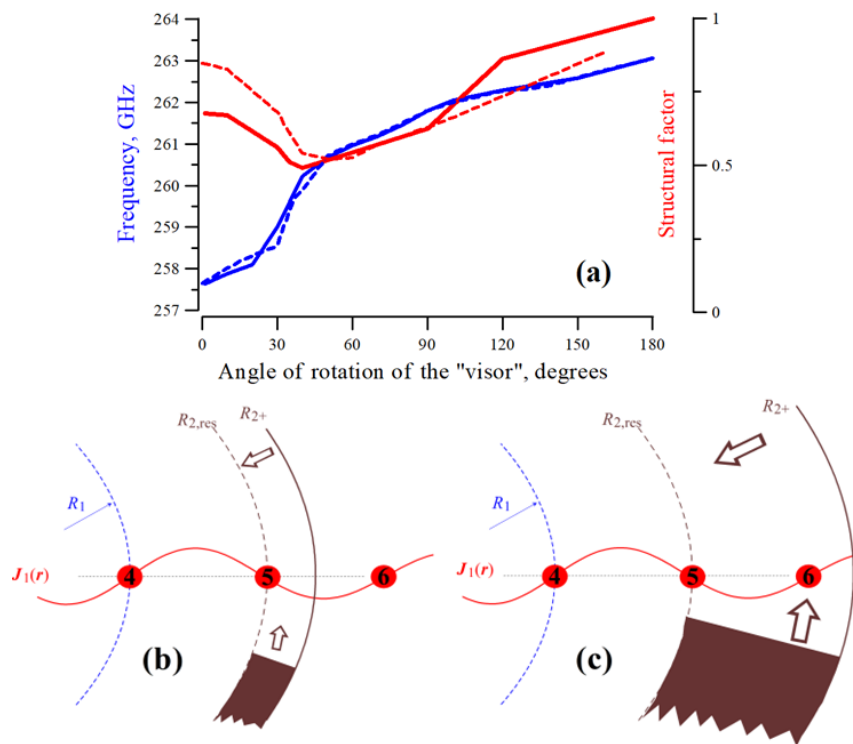 264
263
262
261
260
259
258
257
Frequency, GHz
1
0.5
0
Structural factor
(a)
0 30 60 90 120 150 180
Angle of rotation of the "visor", degrees
R2,res
R2+
R1
J1(r)
4
5
6
(b)
R2,res
R2+
R1
J1(r)
4
5
6
(c)